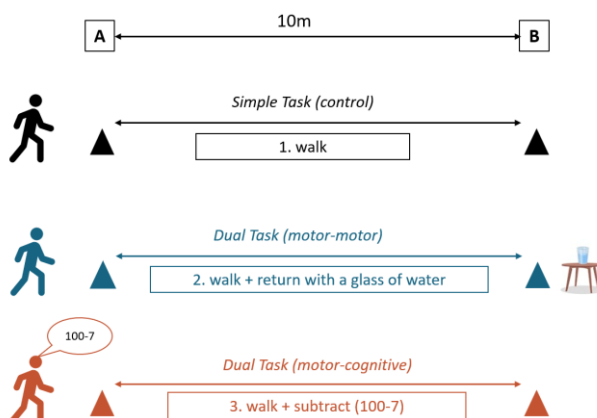 10m
A
B
Simple Task (control)
1. walk
Dual Task (motor-motor)
2. walk + return with a glass of water
100-7
Dual Task (motor-cognitive)
3. walk + subtract (100-7)